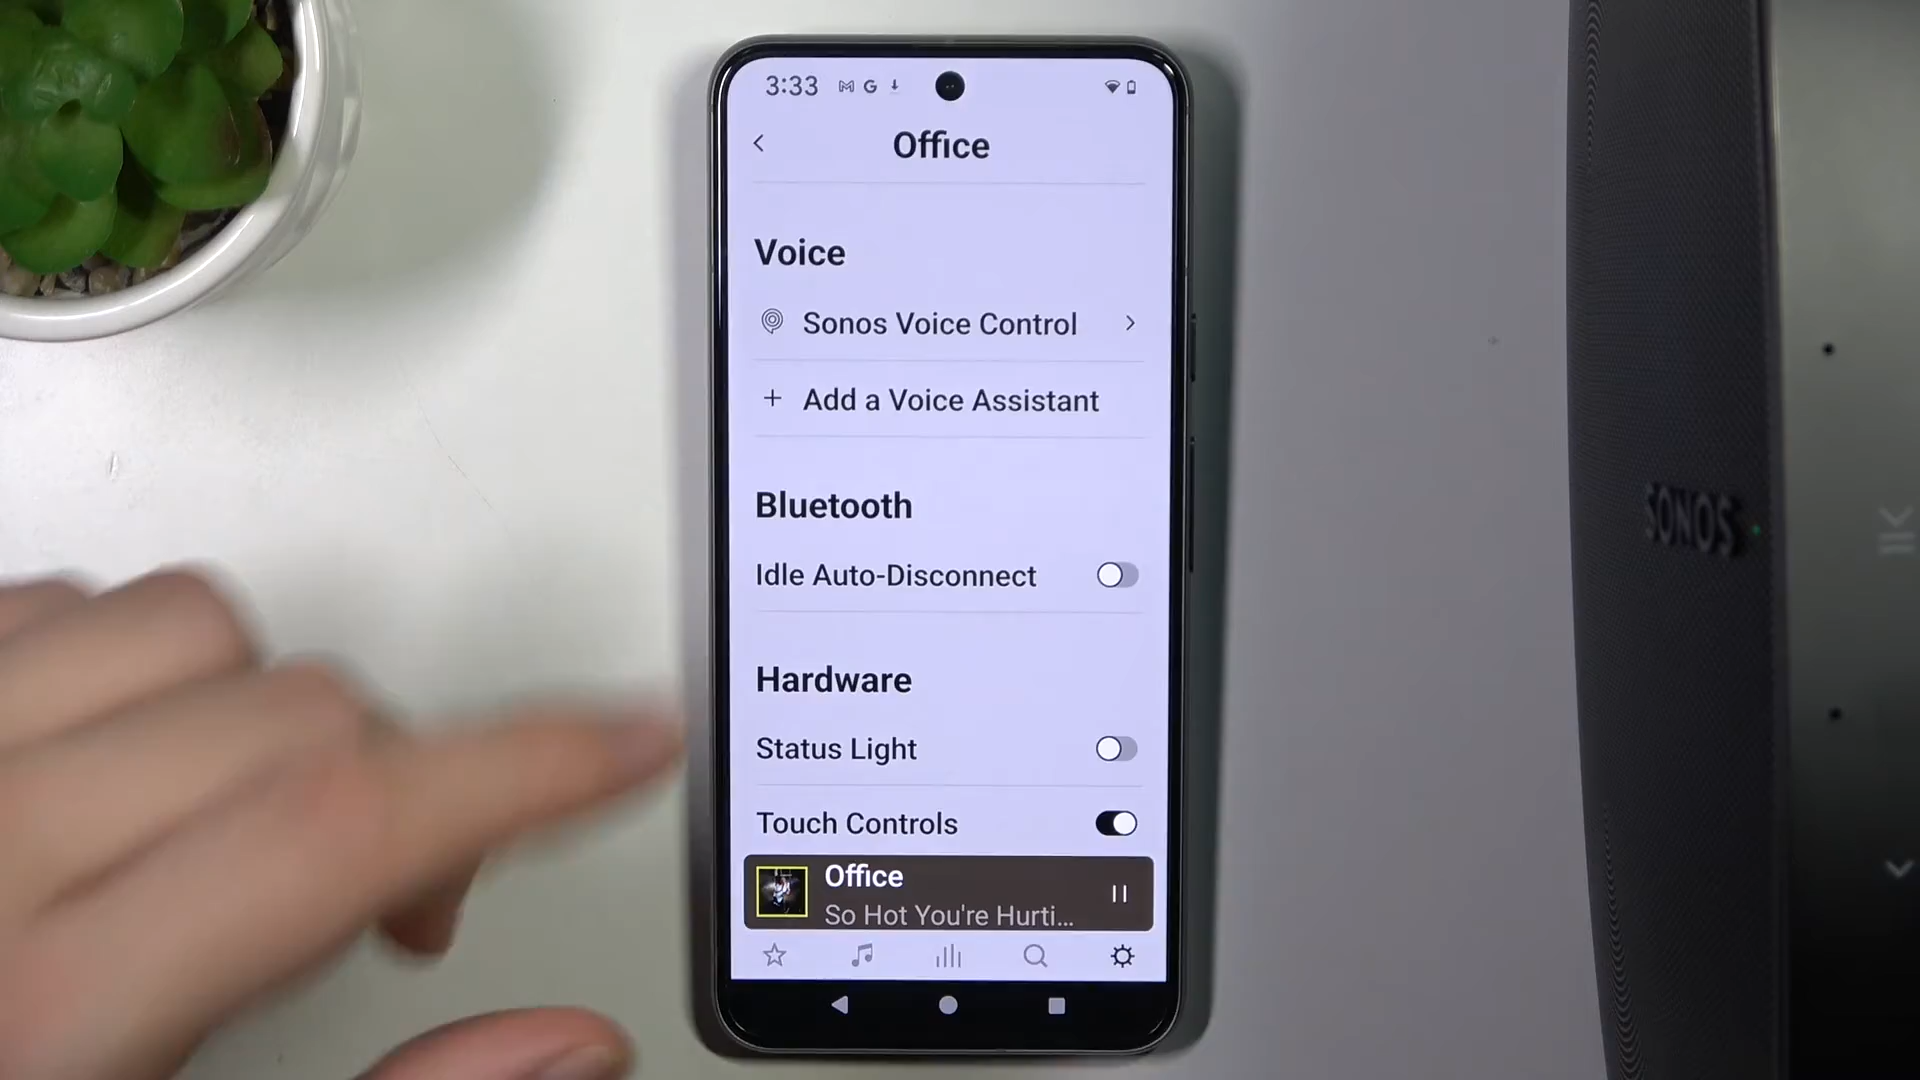 3:33
Office
Voice
Sonos Voice Control
Add a Voice Assistant
Bluetooth
Idle Auto-Disconnect
Hardware
Status Light
Touch Controls
Office
So Hot You're Hurti...
SONOS